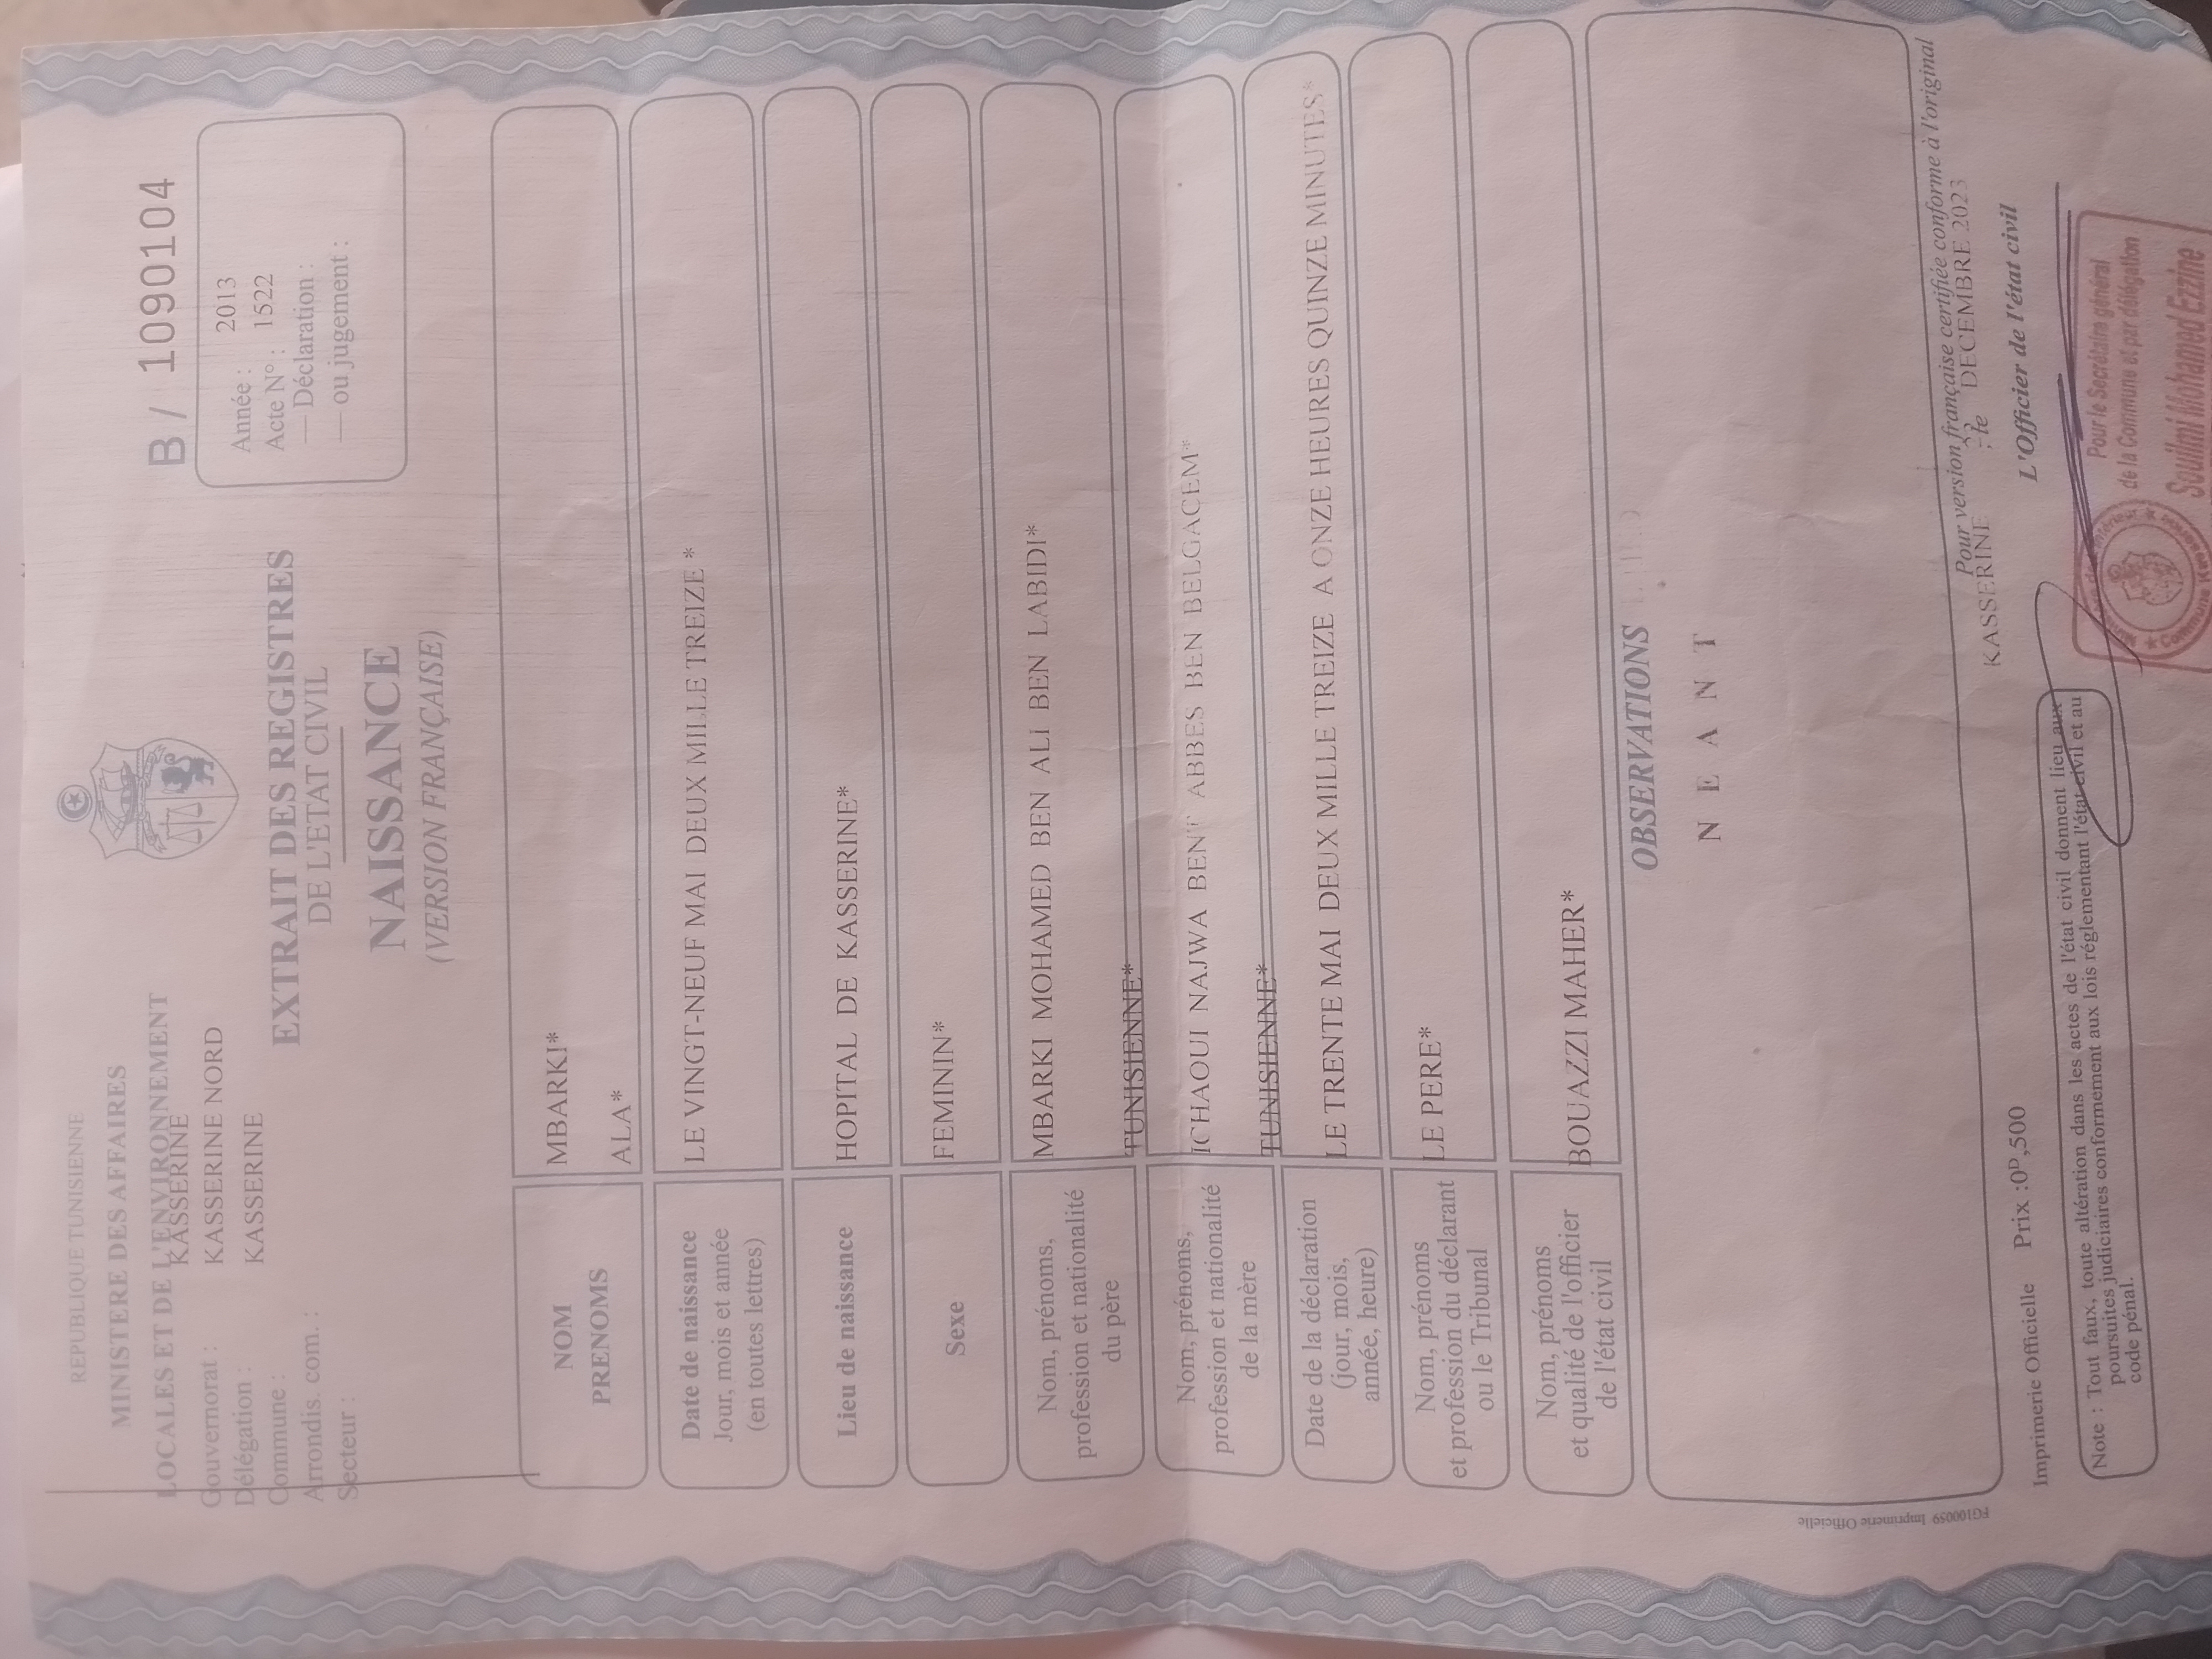 REPUBLIQUE TUNISIENNE
MINISTERE DES AFFAIRES
LOCALES ET DE L'ENVIRONNEMENT
Gouvernorat : KASSERINE
Délégation : KASSERINE NORD
Commune : KASSERINE
Arrondis. com. :
Secteur :
B/ 1090104
Année : 2013
Acte N° : 1522
— Déclaration :
— ou jugement :
EXTRAIT DES REGISTRES
DE L'ETAT CIVIL
NAISSANCE
(VERSION FRANÇAISE)
NOM MBARKI*
PRENOMS ALA*
Date de naissance
Jour, mois et année
(en toutes lettres)
LE VINGT-NEUF MAI DEUX MILLE TREIZE *
Lieu de naissance
HOPITAL DE KASSERINE*
Sexe
FEMININ*
Nom, prénoms,
profession et nationalité
du père
MBARKI MOHAMED BEN ALI BEN LABIDI*
TUNISIENNE*
Nom, prénoms,
profession et nationalité
de la mère
ICHAOUI NAJWA BENT ABBES BEN BELGACEM*
TUNISIENNE*
Date de la déclaration
(jour, mois,
année, heure)
LE TRENTE MAI DEUX MILLE TREIZE A ONZE HEURES QUINZE MINUTES*
Nom, prénoms
et profession du déclarant
ou le Tribunal
LE PERE*
Nom, prénoms
et qualité de l'officier
de l'état civil
BOUAZZI MAHER*
OBSERVATIONS
N E A N T
Pour version française certifiée conforme à l'original
KASSERINE : le DECEMBRE 2023
L'Officier de l'état civil
Pour le Secrétaire général
de la Commune et par délégation
Soulimi Mohamed Ezzine
FG100059 Imprimerie Officielle
Imprimerie Officielle Prix :0ᴰ,500
Note : Tout faux, toute altération dans les actes de l'état civil donnent lieu aux
poursuites judiciaires conformement aux lois réglementant l'état civil et au
code pénal.